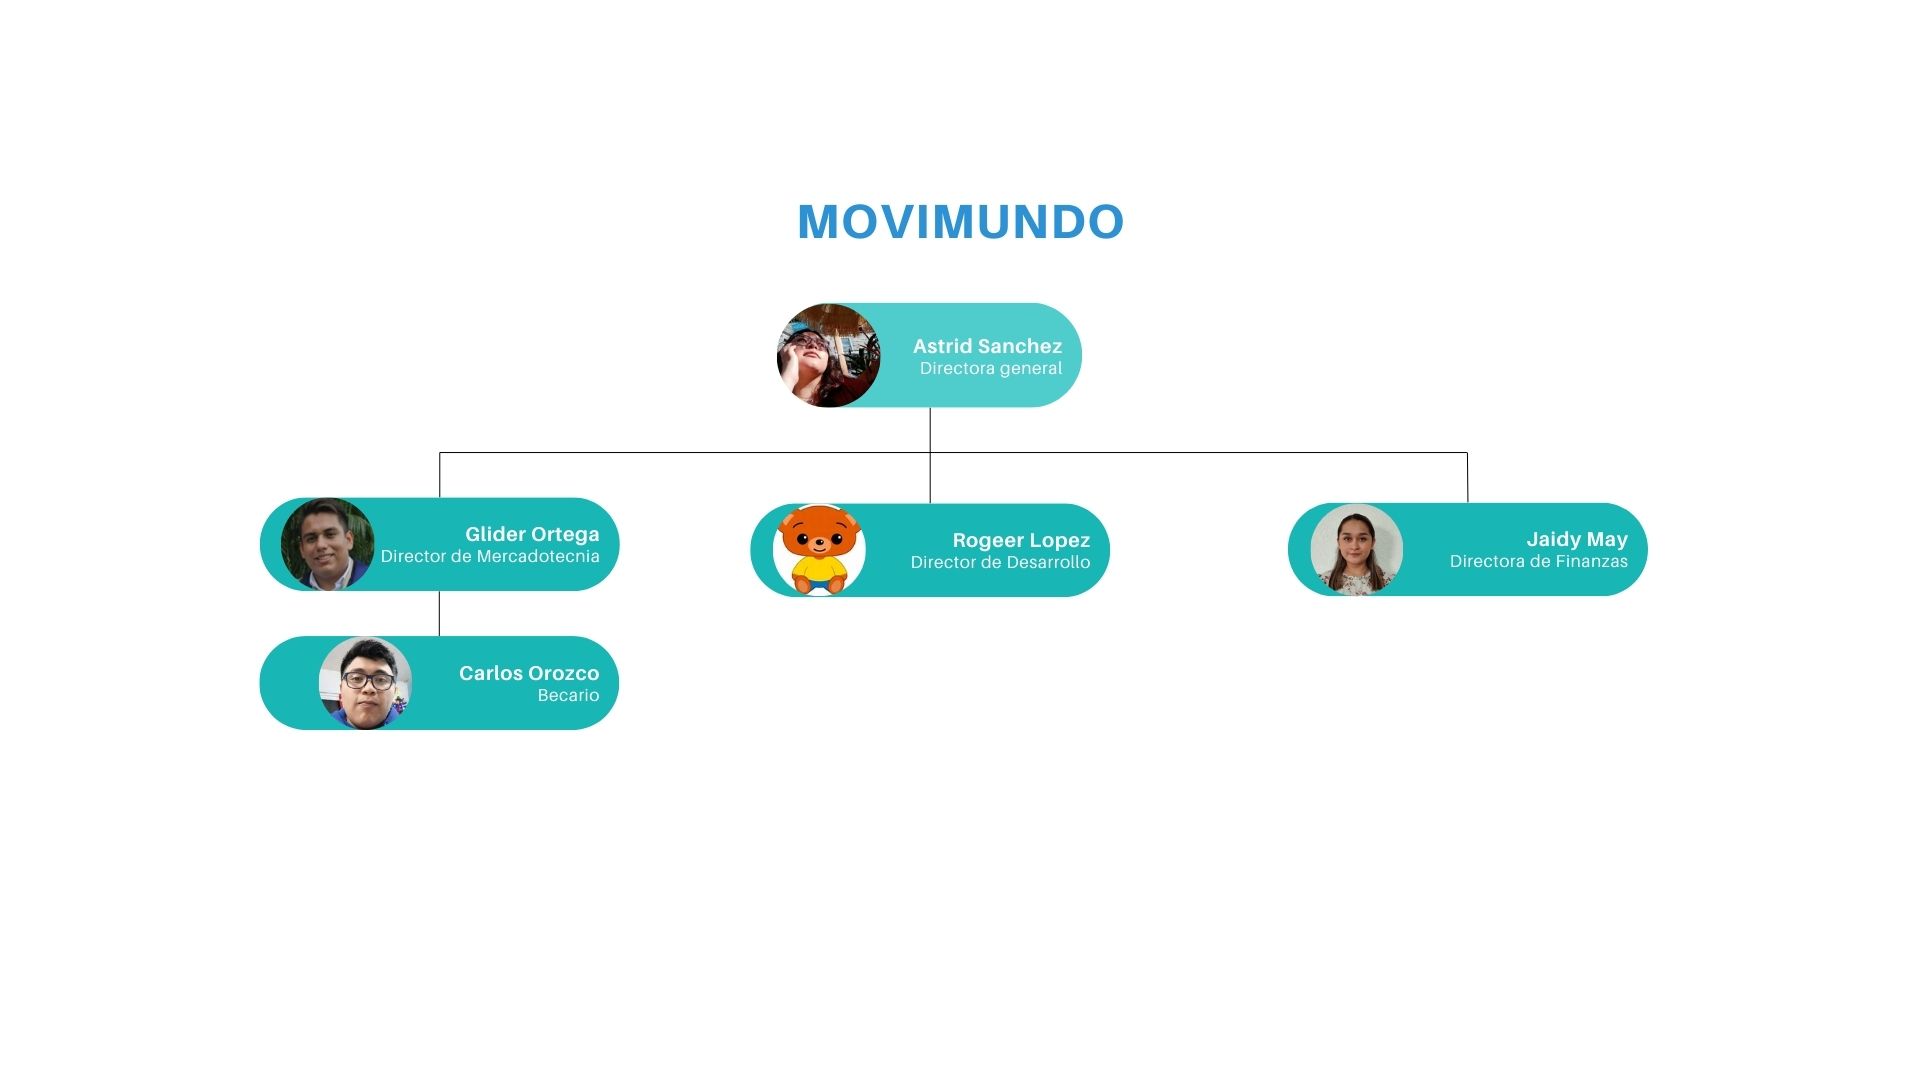 MOVIMUNDO
Astrid Sanchez
Directora general
Glider Ortega
Director de Mercadotecnia
Rogeer Lopez
Director de Desarrollo
Jaidy May
Directora de Finanzas
Carlos Orozco
Becario